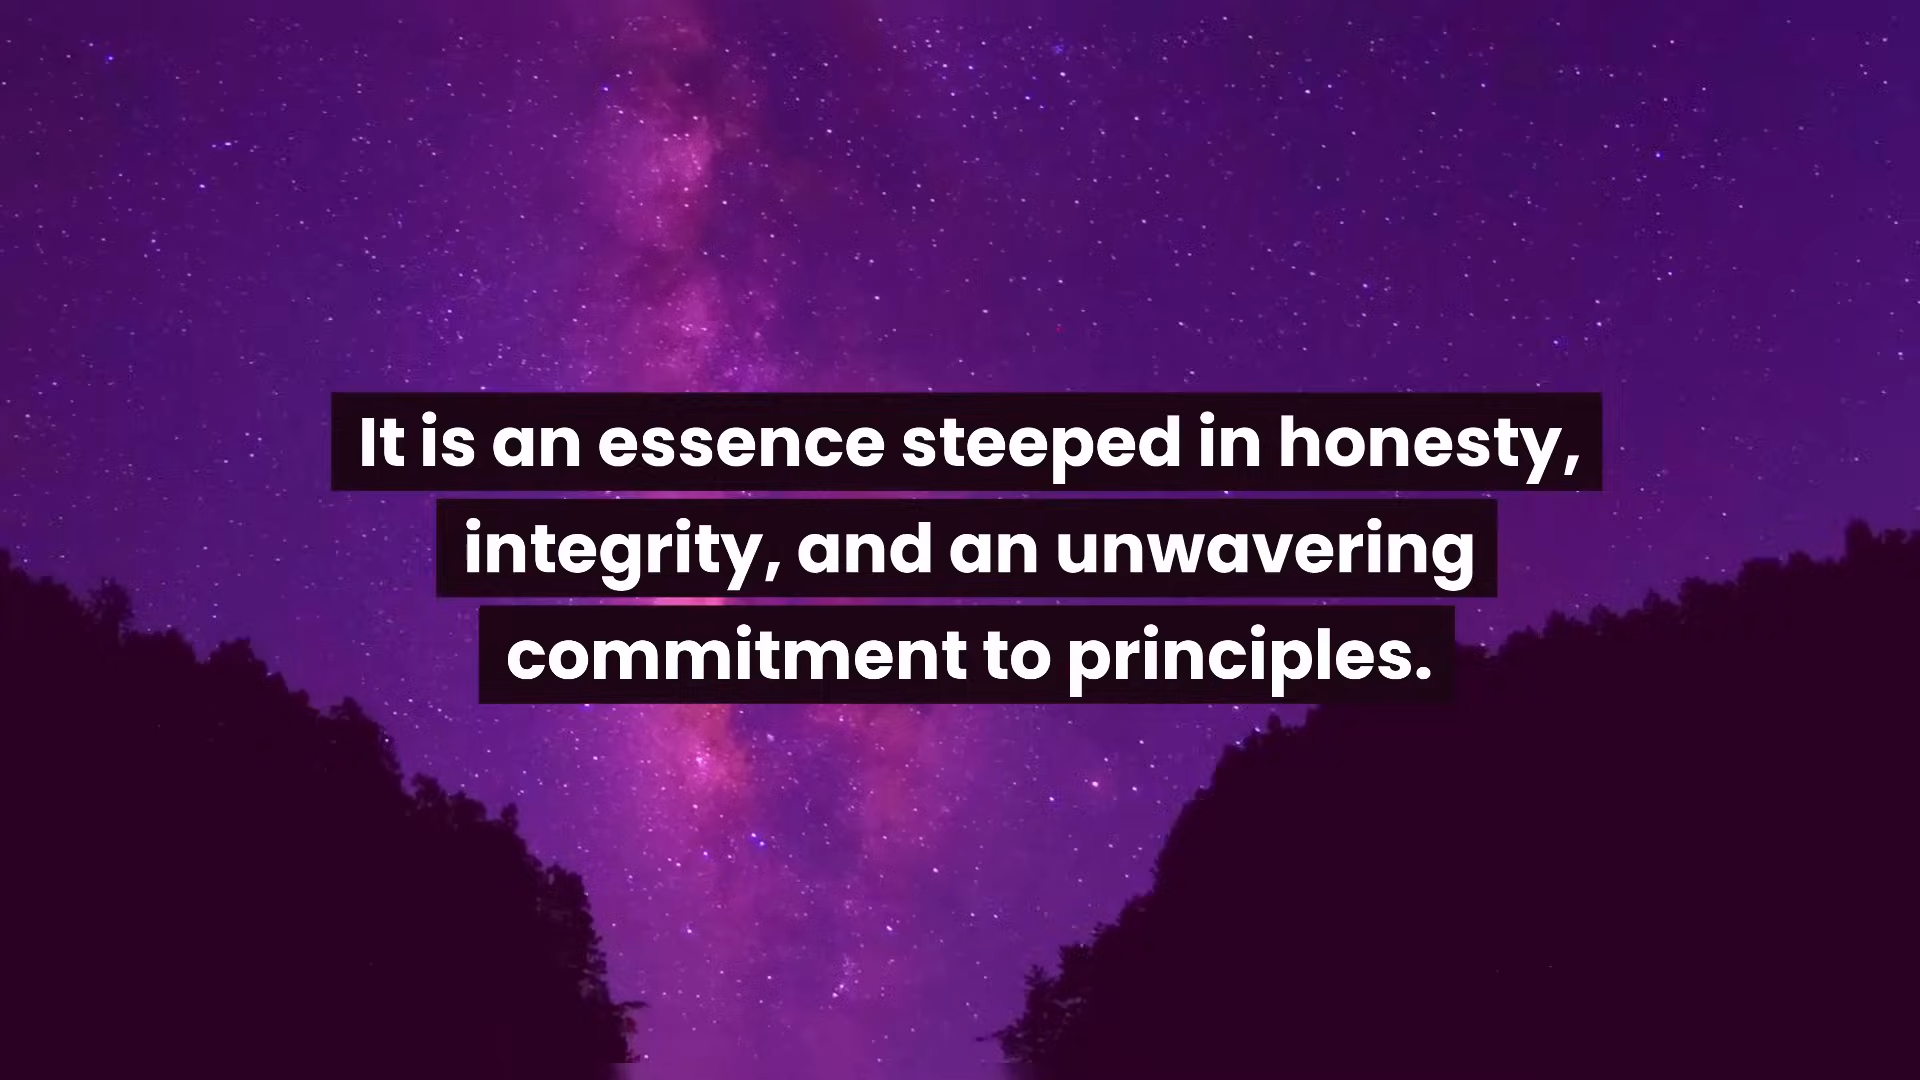 It is an essence steeped in honesty,
integrity, and an unwavering
commitment to principles.